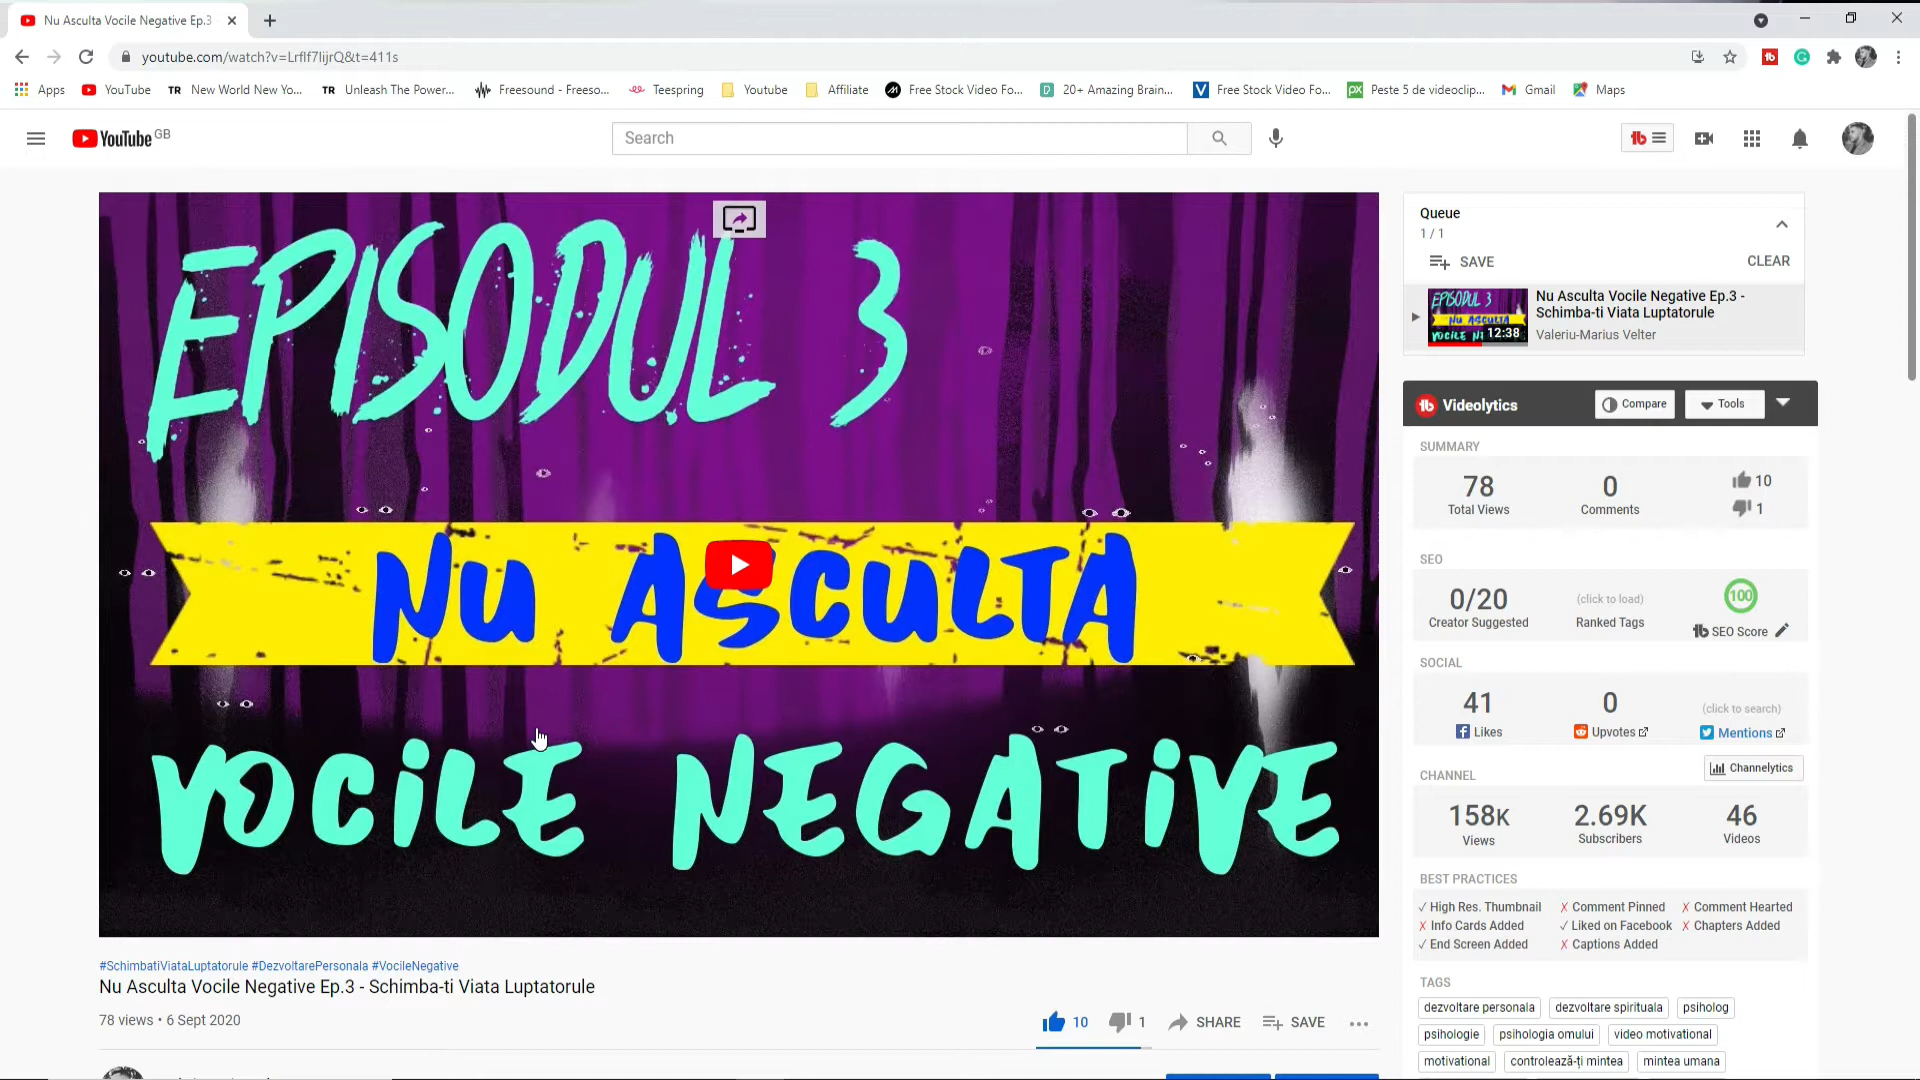 Nu Asculta Vocile Negative Ep.3
youtube.com/watch?v=LrfIf7lijrQ&t=411s
Apps
YouTube
TR New World New Yo...
TR Unleash The Power...
Freesound - Freeso...
Teespring
Youtube
Affiliate
Free Stock Video Fo...
20+ Amazing Brain...
Free Stock Video Fo...
Peste 5 de videoclip...
Gmail
Maps
YouTube GB
Search
EPISODUL 3
NU ASCULTA
VOCILE NEGATIVE
#SchimbatiViataLuptatorule #DezvoltarePersonala #VocileNegative
Nu Asculta Vocile Negative Ep.3 - Schimba-ti Viata Luptatorule
78 views • 6 Sept 2020
10
1
SHARE
SAVE
Queue
1 / 1
SAVE
CLEAR
EPISODUL 3
NU ASCULTA
12:38
Nu Asculta Vocile Negative Ep.3 -
Schimba-ti Viata Luptatorule
Valeriu-Marius Velter
Videolytics
Compare
Tools
SUMMARY
78
Total Views
0
Comments
10
1
SEO
0/20
Creator Suggested
(click to load)
Ranked Tags
100
SEO Score
SOCIAL
41
Likes
0
Upvotes
(click to search)
Mentions
CHANNEL
Channelytics
158K
Views
2.69K
Subscribers
46
Videos
BEST PRACTICES
✓ High Res. Thumbnail
✗ Comment Pinned
✗ Comment Hearted
✗ Info Cards Added
✓ Liked on Facebook
✗ Chapters Added
✓ End Screen Added
✗ Captions Added
TAGS
dezvoltare personala
dezvoltare spirituala
psiholog
psihologie
psihologia omului
video motivational
motivational
controlează-ți mintea
mintea umana